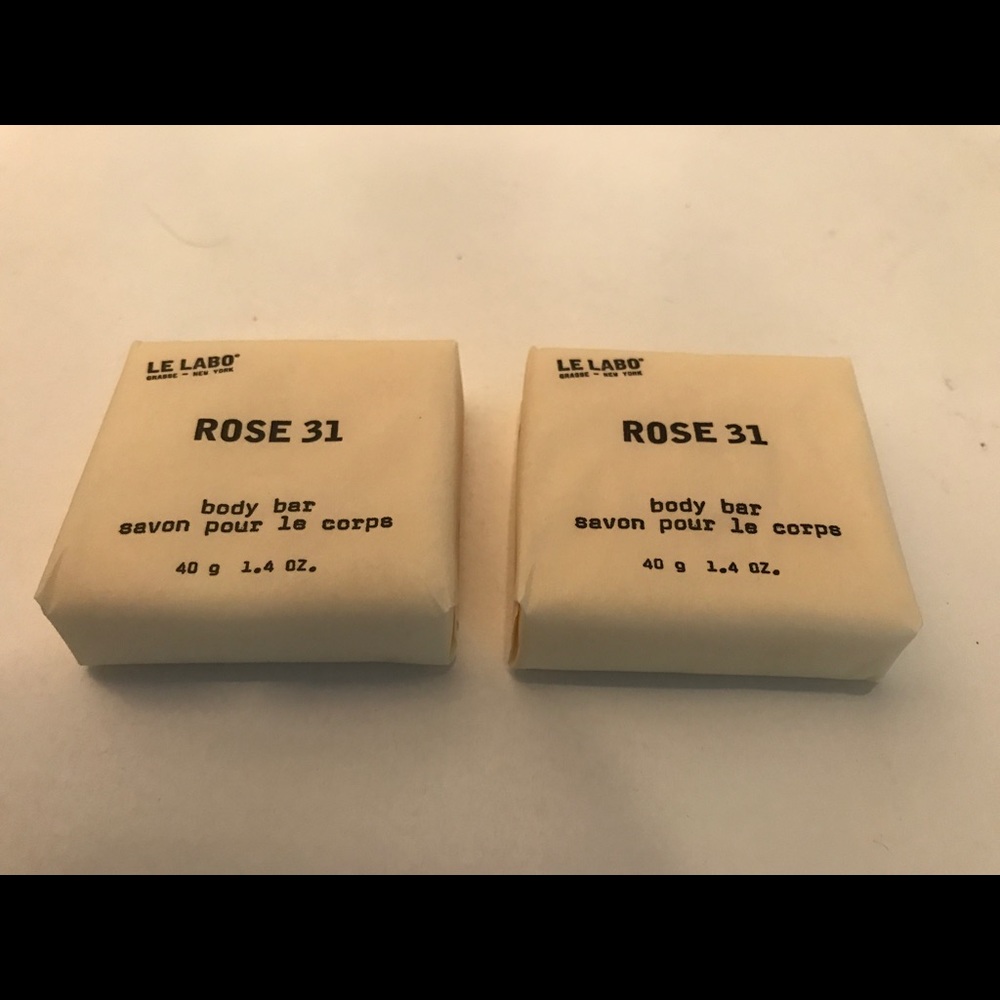 LE LABO
GRASSE - NEW YORK
ROSE 31
body bar
savon pour le corps
40 g 1.4 OZ.
LE LABO
GRASSE - NEW YORK
ROSE 31
body bar
savon pour le corps
40 g 1.4 OZ.